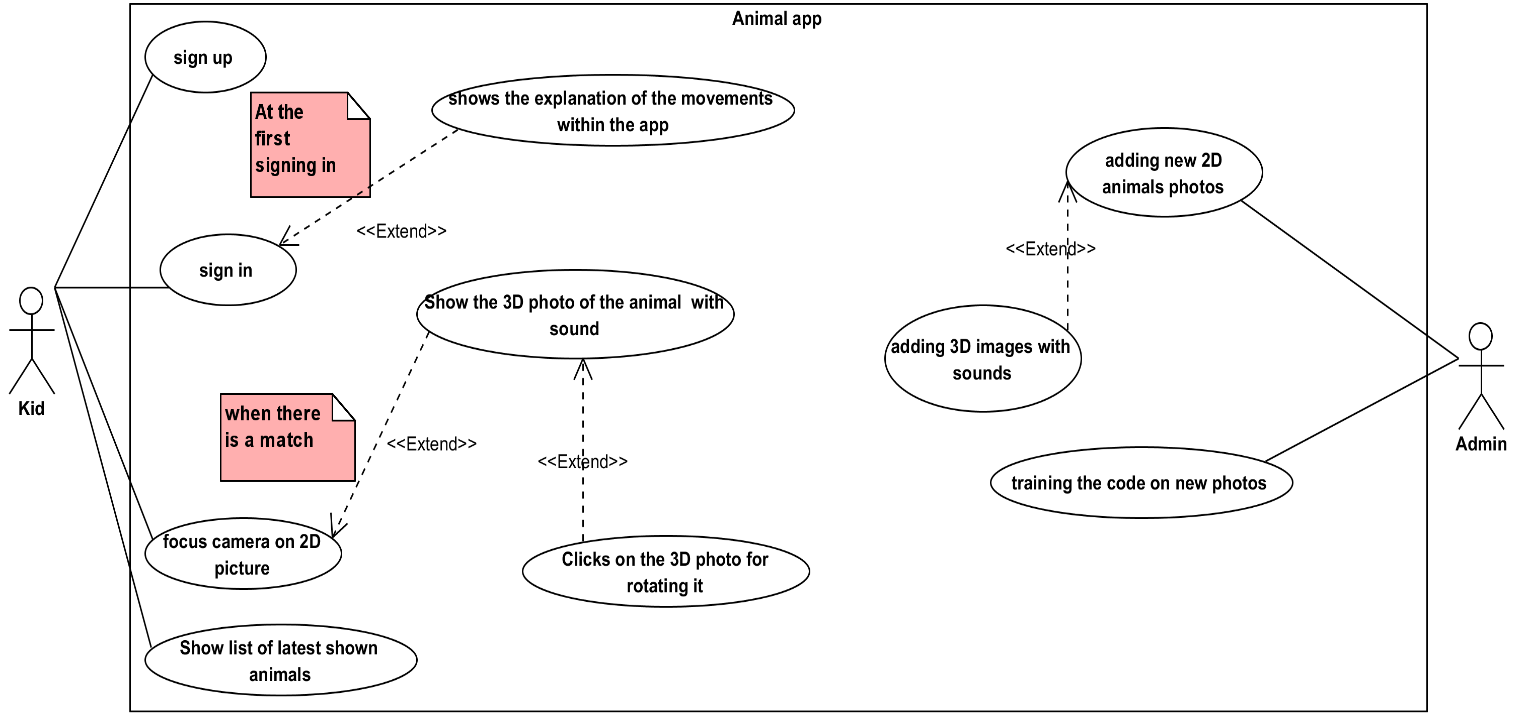 Animal app
sign up
At the
first
signing in
shows the explanation of the movements
within the app
adding new 2D
animals photos
<<Extend>>
<<Extend>>
sign in
Show the 3D photo of the animal with
sound
adding 3D images with
sounds
Kid
when there
is a match
<<Extend>>
<<Extend>>
Admin
training the code on new photos
focus camera on 2D
picture
Clicks on the 3D photo for
rotating it
Show list of latest shown
animals